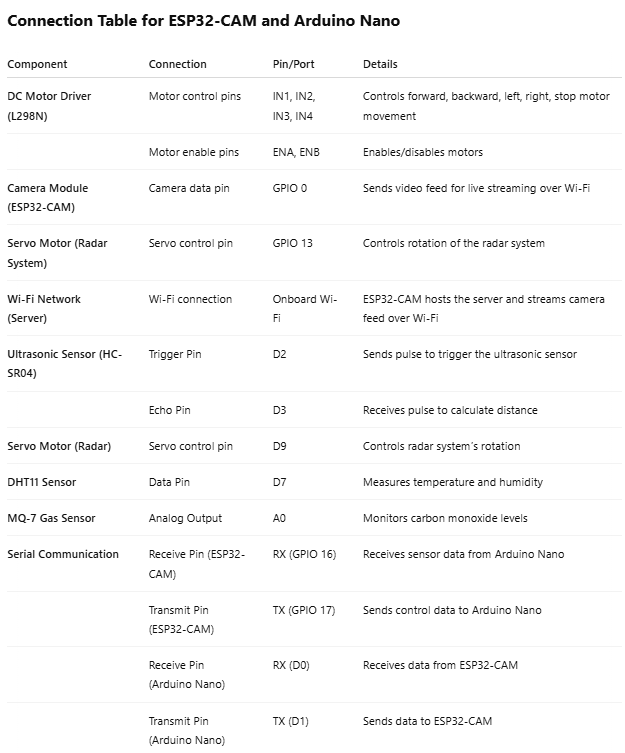 Connection Table for ESP32-CAM and Arduino Nano
Component Connection Pin/Port Details
DC Motor Driver (L298N) Motor control pins IN1, IN2, IN3, IN4 Controls forward, backward, left, right, stop motor movement
Motor enable pins ENA, ENB Enables/disables motors
Camera Module (ESP32-CAM) Camera data pin GPIO 0 Sends video feed for live streaming over Wi-Fi
Servo Motor (Radar System) Servo control pin GPIO 13 Controls rotation of the radar system
Wi-Fi Network (Server) Wi-Fi connection Onboard Wi-Fi ESP32-CAM hosts the server and streams camera feed over Wi-Fi
Ultrasonic Sensor (HC-SR04) Trigger Pin D2 Sends pulse to trigger the ultrasonic sensor
Echo Pin D3 Receives pulse to calculate distance
Servo Motor (Radar) Servo control pin D9 Controls radar system's rotation
DHT11 Sensor Data Pin D7 Measures temperature and humidity
MQ-7 Gas Sensor Analog Output A0 Monitors carbon monoxide levels
Serial Communication Receive Pin (ESP32-CAM) RX (GPIO 16) Receives sensor data from Arduino Nano
Transmit Pin (ESP32-CAM) TX (GPIO 17) Sends control data to Arduino Nano
Receive Pin (Arduino Nano) RX (D0) Receives data from ESP32-CAM
Transmit Pin (Arduino Nano) TX (D1) Sends data to ESP32-CAM